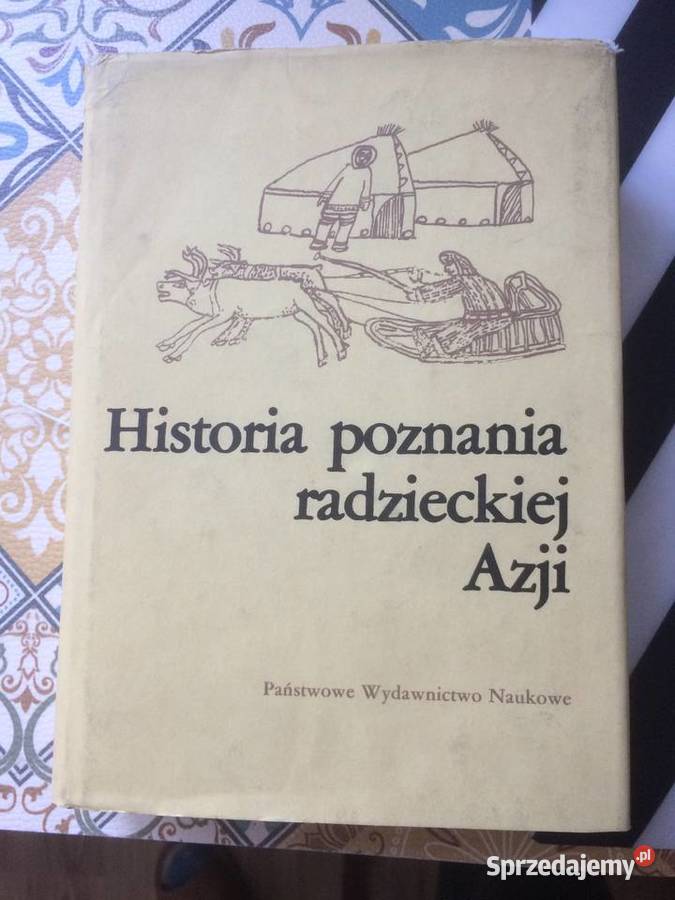 Historia poznania
radzieckiej
Azji
Państwowe Wydawnictwo Naukowe
Sprzedajemy.pl